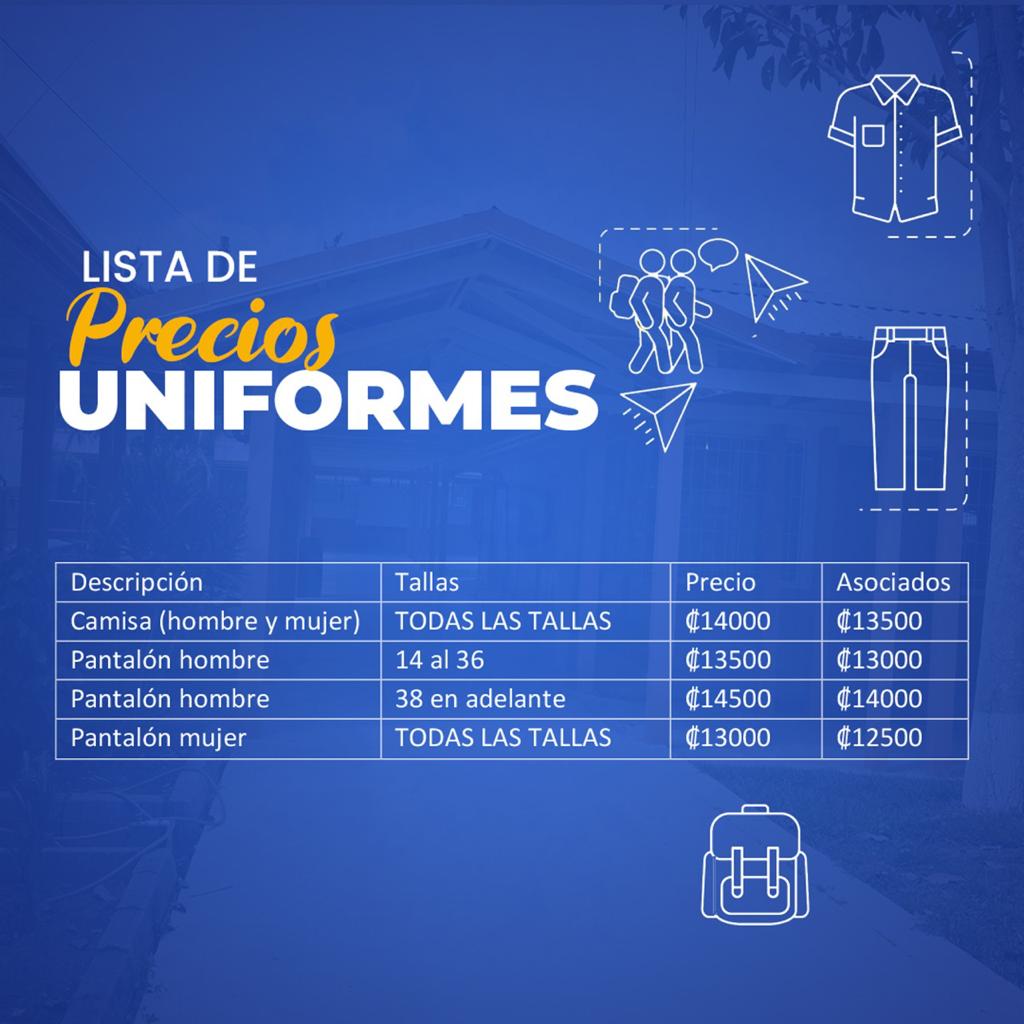 LISTA DE
Precios
UNIFORMES
Descripción Tallas Precio Asociados
Camisa (hombre y mujer) TODAS LAS TALLAS ₡14000 ₡13500
Pantalón hombre 14 al 36 ₡13500 ₡13000
Pantalón hombre 38 en adelante ₡14500 ₡14000
Pantalón mujer TODAS LAS TALLAS ₡13000 ₡12500